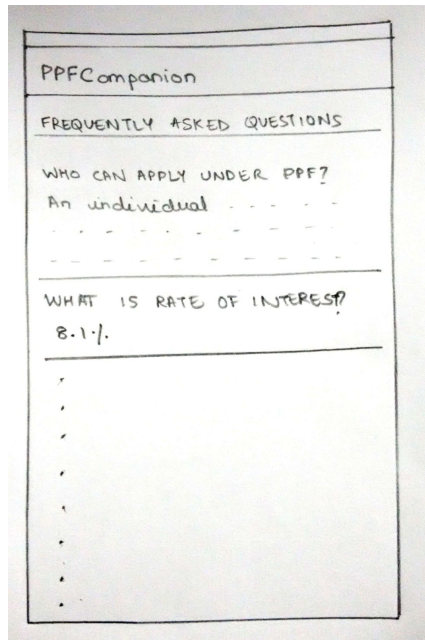 PPFCompanion
FREQUENTLY ASKED QUESTIONS
WHO CAN APPLY UNDER PPF?
An individual - - - -
- - - - - - - -
- - - - - - - -
WHAT IS RATE OF INTEREST?
8.1%